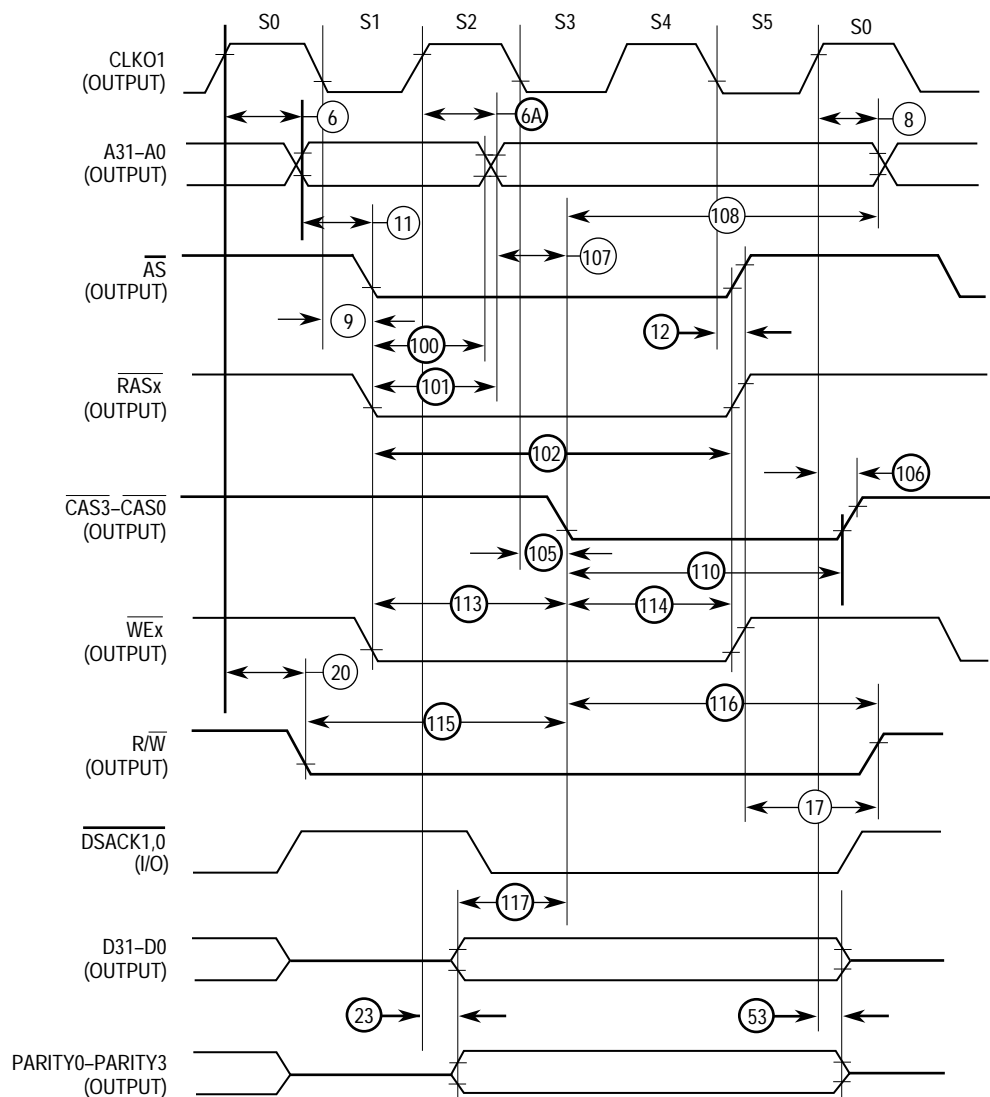 S0 S1 S2 S3 S4 S5 S0
CLKO1
(OUTPUT)
6 6A 8
A31–A0
(OUTPUT)
11 108
107
AS
(OUTPUT)
9 12
100
RASx
(OUTPUT)
101
102
106
CAS3–CAS0
(OUTPUT)
105
110
113 114
WEx
(OUTPUT)
20
116
115
R/W
(OUTPUT)
17
DSACK1,0
(I/O)
117
D31–D0
(OUTPUT)
23 53
PARITY0–PARITY3
(OUTPUT)